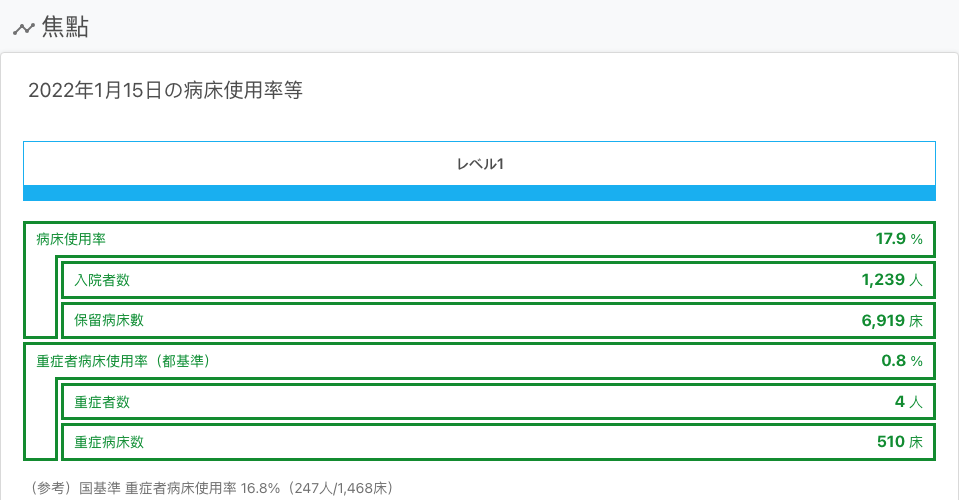 焦點
2022年1月15日の病床使用率等
レベル1
病床使用率 17.9 %
入院者数 1,239 人
保留病床數 6,919 床
重症者病床使用率（都基準） 0.8 %
重症者数 4 人
重症病床数 510 床
（参考）国基準 重症者病床使用率 16.8%（247人/1,468床）